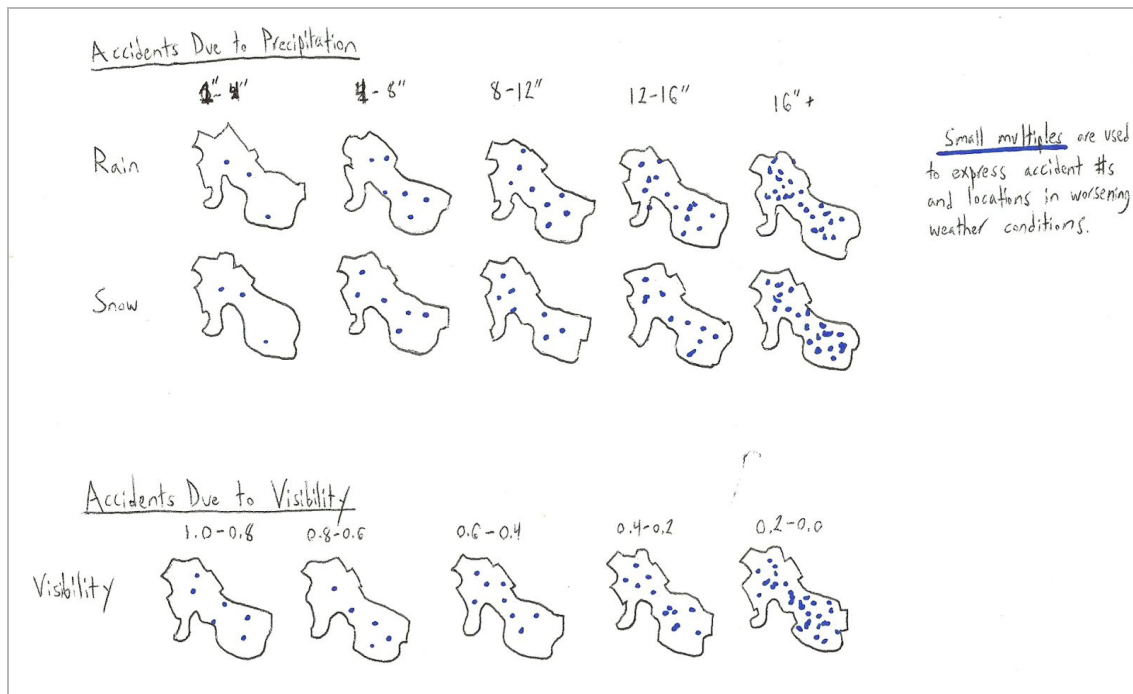 Accidents Due to Precipitation
4 - 8" 8-12" 12-16" 16" +
Rain
Small multiples are used
to express accident #s
and locations in worsening
weather conditions.
Snow
Accidents Due to Visibility
1.0-0.8 0.8-0.6 0.6-0.4 0.4-0.2 0.2-0.0
Visibility